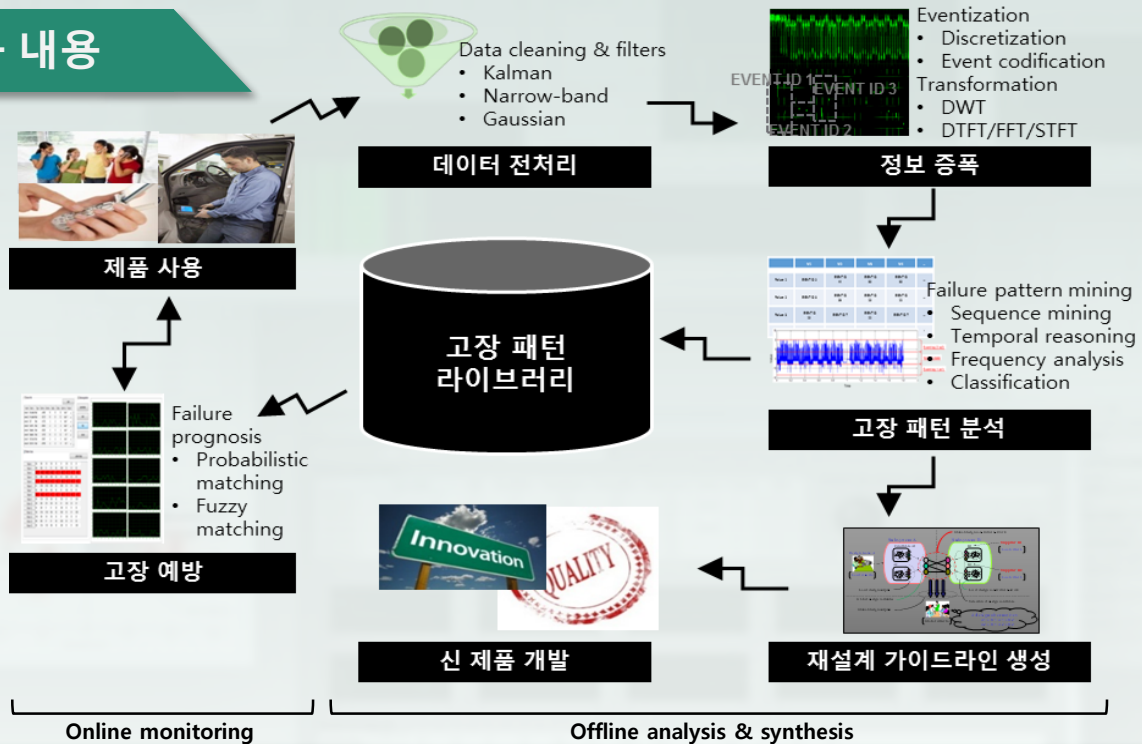 내용
Data cleaning & filters
• Kalman
• Narrow-band
• Gaussian
데이터 전처리
EVENT ID 1
EVENT ID 3
EVENT ID 2
Eventization
• Discretization
• Event codification
Transformation
• DWT
• DTFT/FFT/STFT
정보 증폭
제품 사용
고장 패턴
라이브러리
Failure pattern mining
• Sequence mining
• Temporal reasoning
• Frequency analysis
• Classification
고장 패턴 분석
Failure
prognosis
• Probabilistic
matching
• Fuzzy
matching
고장 예방
Innovation
QUALITY
신 제품 개발
재설계 가이드라인 생성
Online monitoring
Offline analysis & synthesis